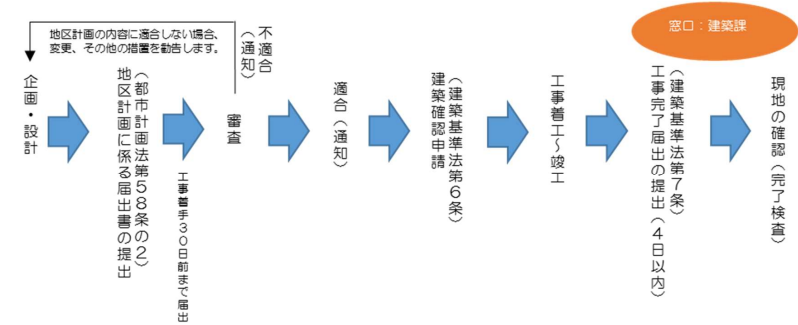 地区計画の内容に適合しない場合、
変更、その他の措置を勧告します。
不適合
（通知）
窓口：建築課
企画・設計
地区計画に係る届出書の提出
（都市計画法第５８条の２）
工事着手３０日前まで届出
審査
適合（通知）
建築確認申請
（建築基準法第６条）
工事着工～竣工
工事完了届出の提出（４日以内）
（建築基準法第７条）
現地の確認（完了検査）